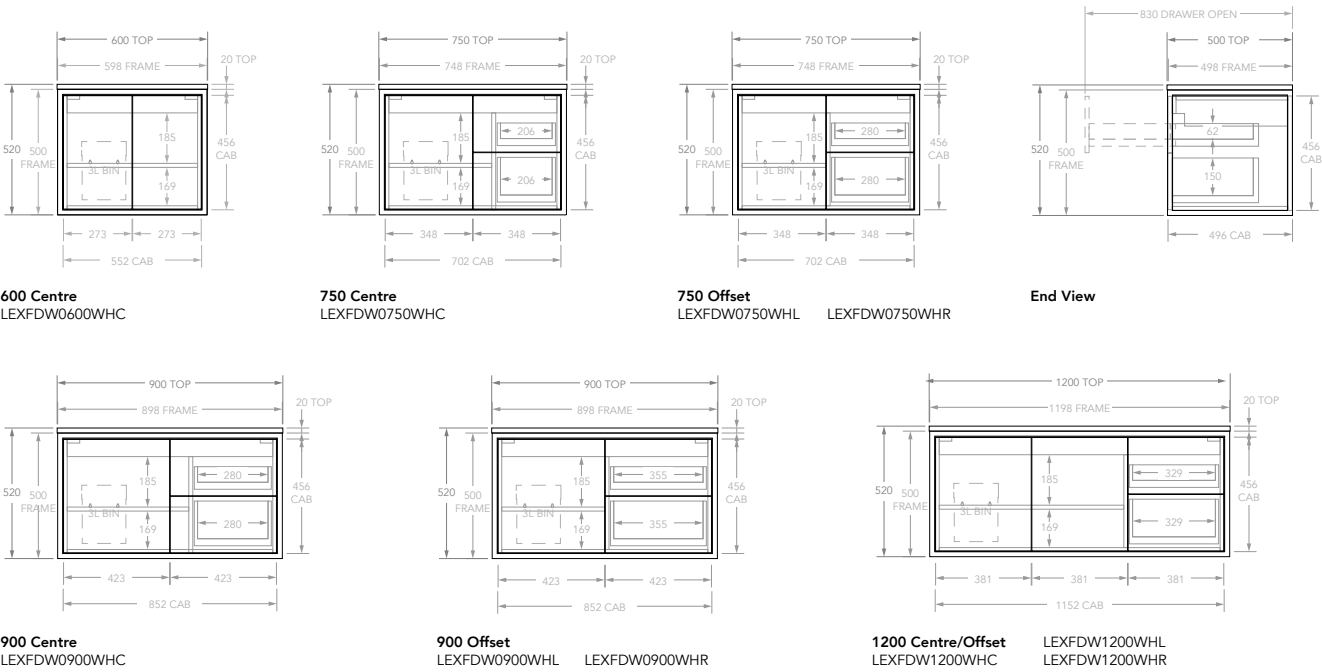 600 TOP
598 FRAME
20 TOP
520
500 FRAME
185
456 CAB
3L BIN
169
273
273
552 CAB
600 Centre
LEXFDW0600WHC
750 TOP
748 FRAME
20 TOP
520
500 FRAME
185
206
456 CAB
3L BIN
169
206
348
348
702 CAB
750 Centre
LEXFDW0750WHC
750 TOP
748 FRAME
20 TOP
520
500 FRAME
185
280
456 CAB
3L BIN
169
280
348
348
702 CAB
750 Offset
LEXFDW0750WHL LEXFDW0750WHR
830 DRAWER OPEN
500 TOP
498 FRAME
520
500 FRAME
62
456 CAB
150
496 CAB
End View
900 TOP
898 FRAME
20 TOP
520
500 FRAME
185
280
456 CAB
3L BIN
169
280
423
423
852 CAB
900 Centre
LEXFDW0900WHC
900 TOP
898 FRAME
20 TOP
520
500 FRAME
185
355
456 CAB
3L BIN
169
355
423
423
852 CAB
900 Offset
LEXFDW0900WHL LEXFDW0900WHR
1200 TOP
1198 FRAME
20 TOP
520
500 FRAME
185
329
456 CAB
3L BIN
169
329
381
381
381
1152 CAB
1200 Centre/Offset LEXFDW1200WHL
LEXFDW1200WHC LEXFDW1200WHR